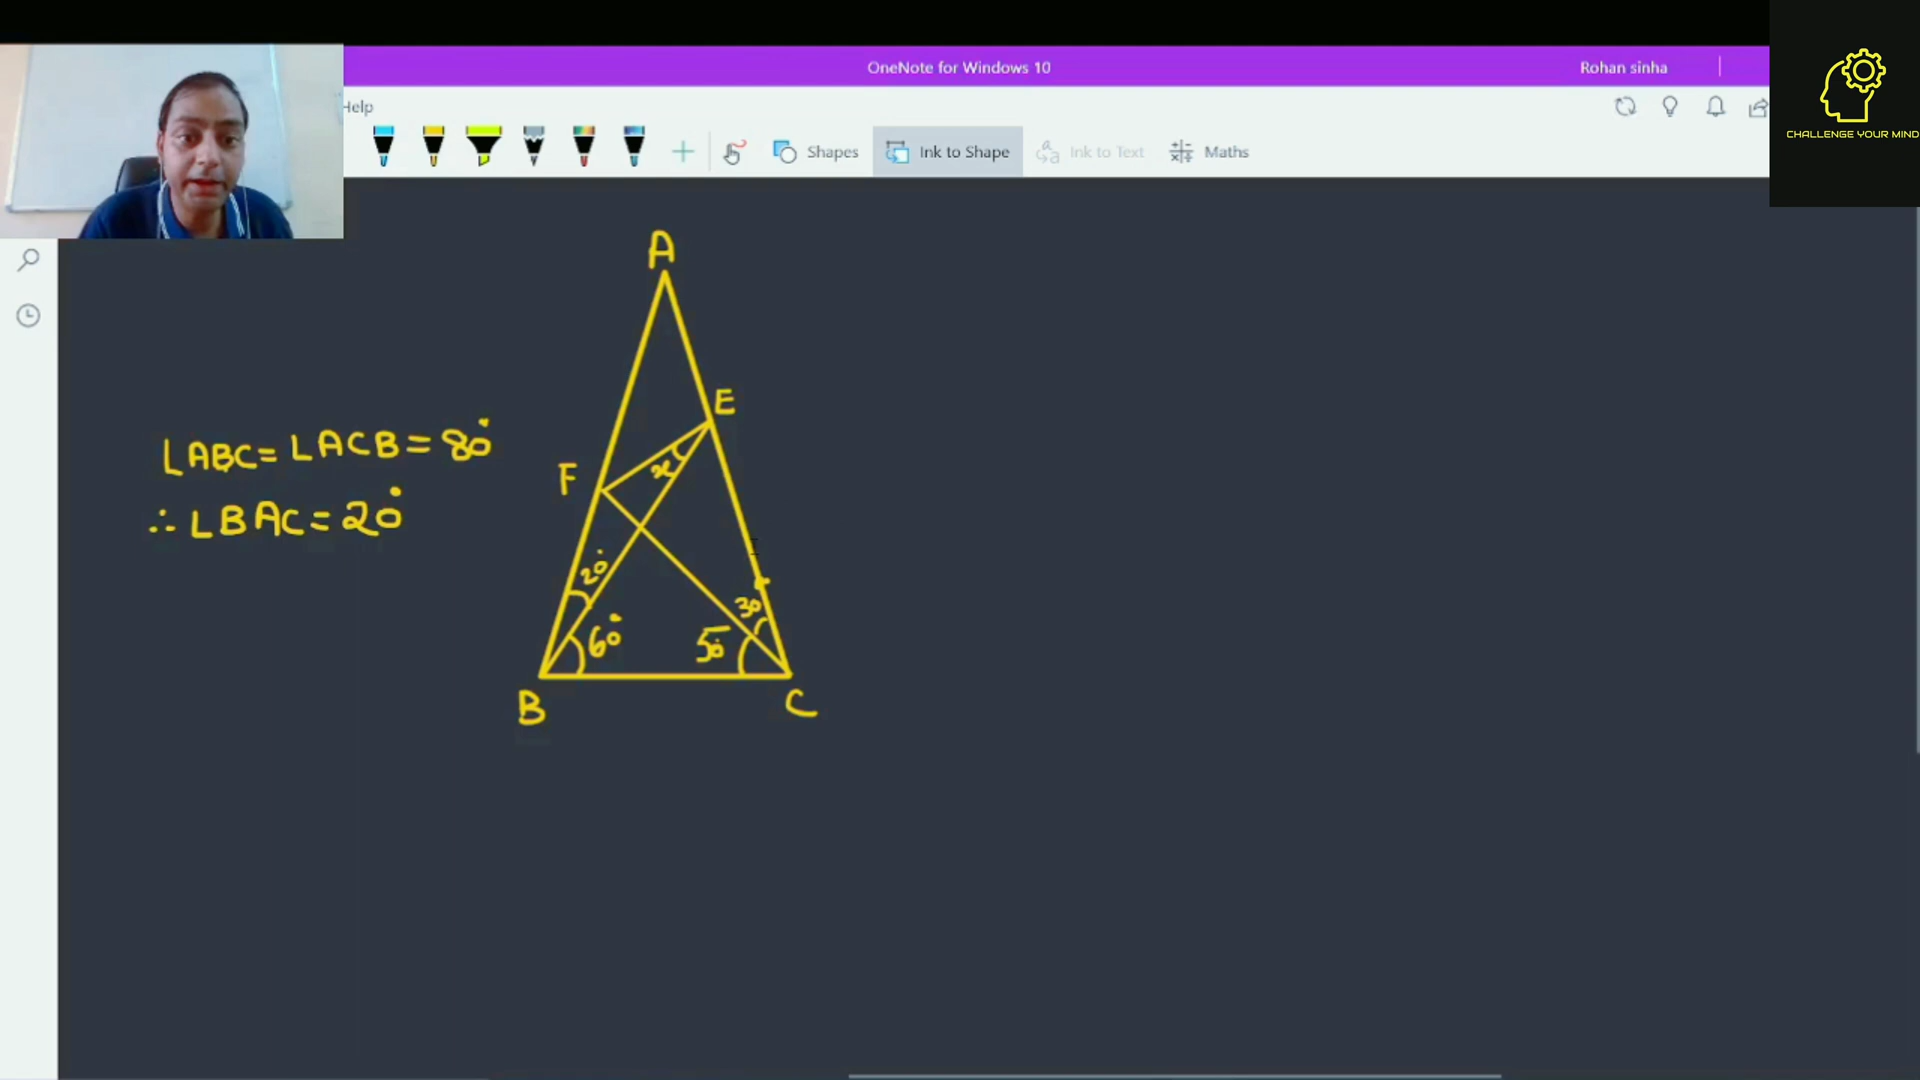 OneNote for Windows 10
Rohan sinha
Help
Shapes
Ink to Shape
Ink to Text
Maths
CHALLENGE YOUR MIND
A
E
∟ABC = ∟ACB = 80°
F
x
∴ ∟BAC = 20°
20°
30
60°
50
B
C